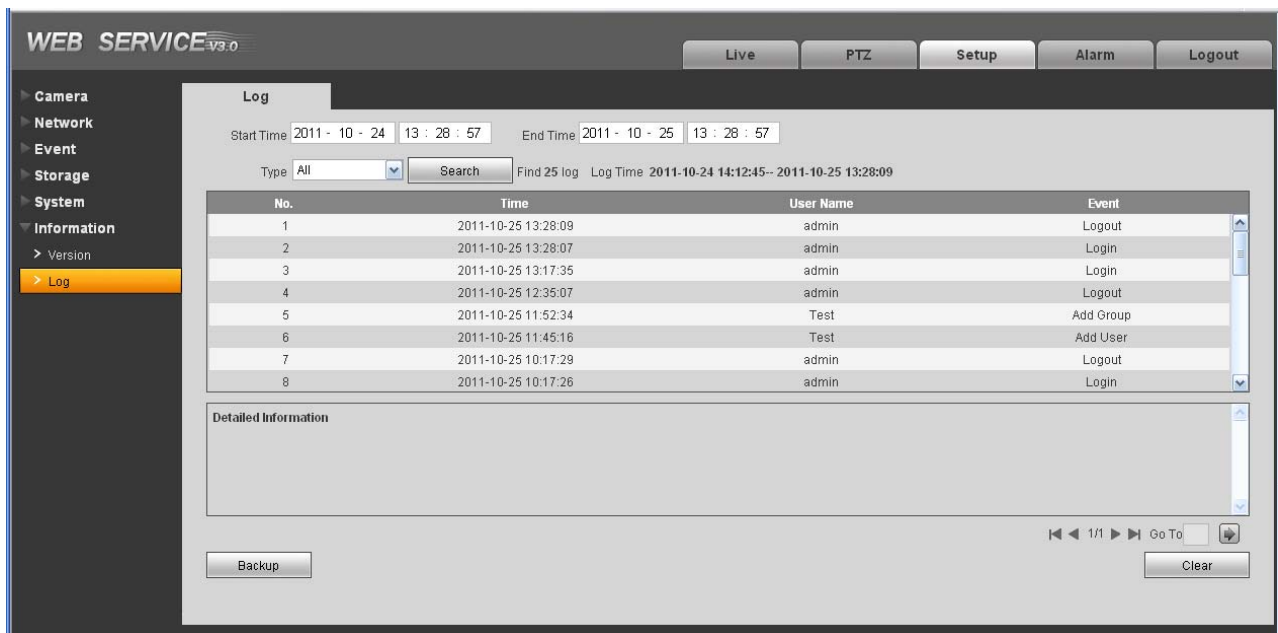 WEB SERVICE V3.0
Live PTZ Setup Alarm Logout
Camera
Network
Event
Storage
System
Information
> Version
> Log
Log
Start Time 2011 - 10 - 24 13 : 28 : 57 End Time 2011 - 10 - 25 13 : 28 : 57
Type All Search Find 25 log Log Time 2011-10-24 14:12:45-- 2011-10-25 13:28:09
No. Time User Name Event
1 2011-10-25 13:28:09 admin Logout
2 2011-10-25 13:28:07 admin Login
3 2011-10-25 13:17:35 admin Login
4 2011-10-25 12:35:07 admin Logout
5 2011-10-25 11:52:34 Test Add Group
6 2011-10-25 11:45:16 Test Add User
7 2011-10-25 10:17:29 admin Logout
8 2011-10-25 10:17:26 admin Login
Detailed Information
1/1 Go To
Backup Clear